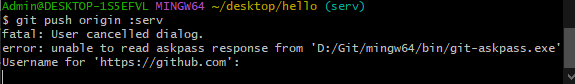 Admin@DESKTOP-1S5EFVL MINGW64 ~/desktop/hello (serv)
$ git push origin :serv
fatal: User cancelled dialog.
error: unable to read askpass response from 'D:/Git/mingw64/bin/git-askpass.exe'
Username for 'https://github.com':